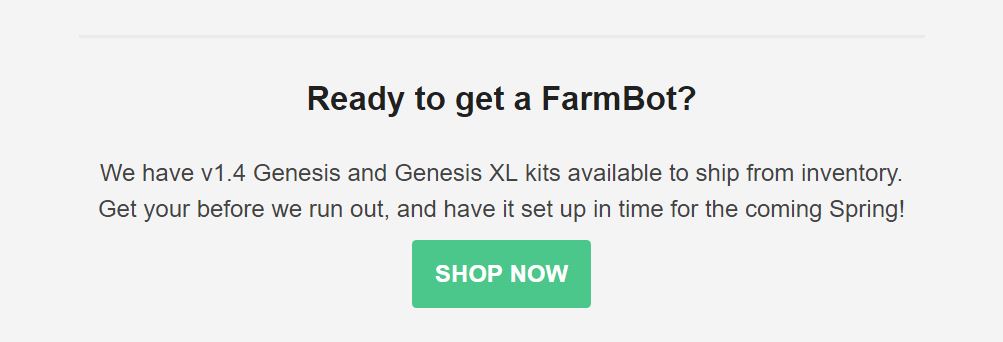 Ready to get a FarmBot?
We have v1.4 Genesis and Genesis XL kits available to ship from inventory.
Get your before we run out, and have it set up in time for the coming Spring!
SHOP NOW